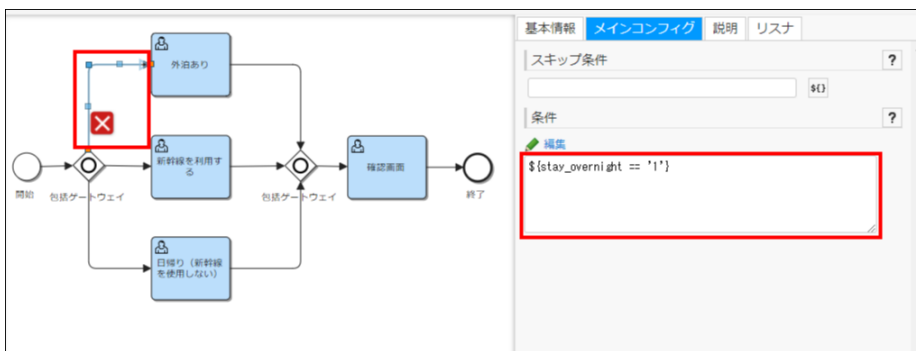 基本情報
メインコンフィグ
説明
リスナ
スキップ条件
?
${}
条件
?
編集
${stay_overnight == '1'}
外泊あり
新幹線を利用す
る
確認画面
開始
包括ゲートウェイ
包括ゲートウェイ
終了
日帰り（新幹線
を使用しない）